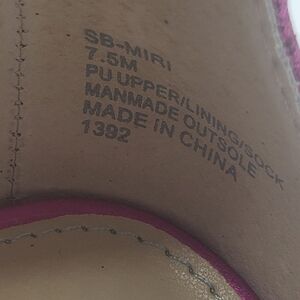 SB-MIRI
7.5M
PU UPPER/LINING/SOCK
MANMADE OUTSOLE
MADE IN CHINA
1392